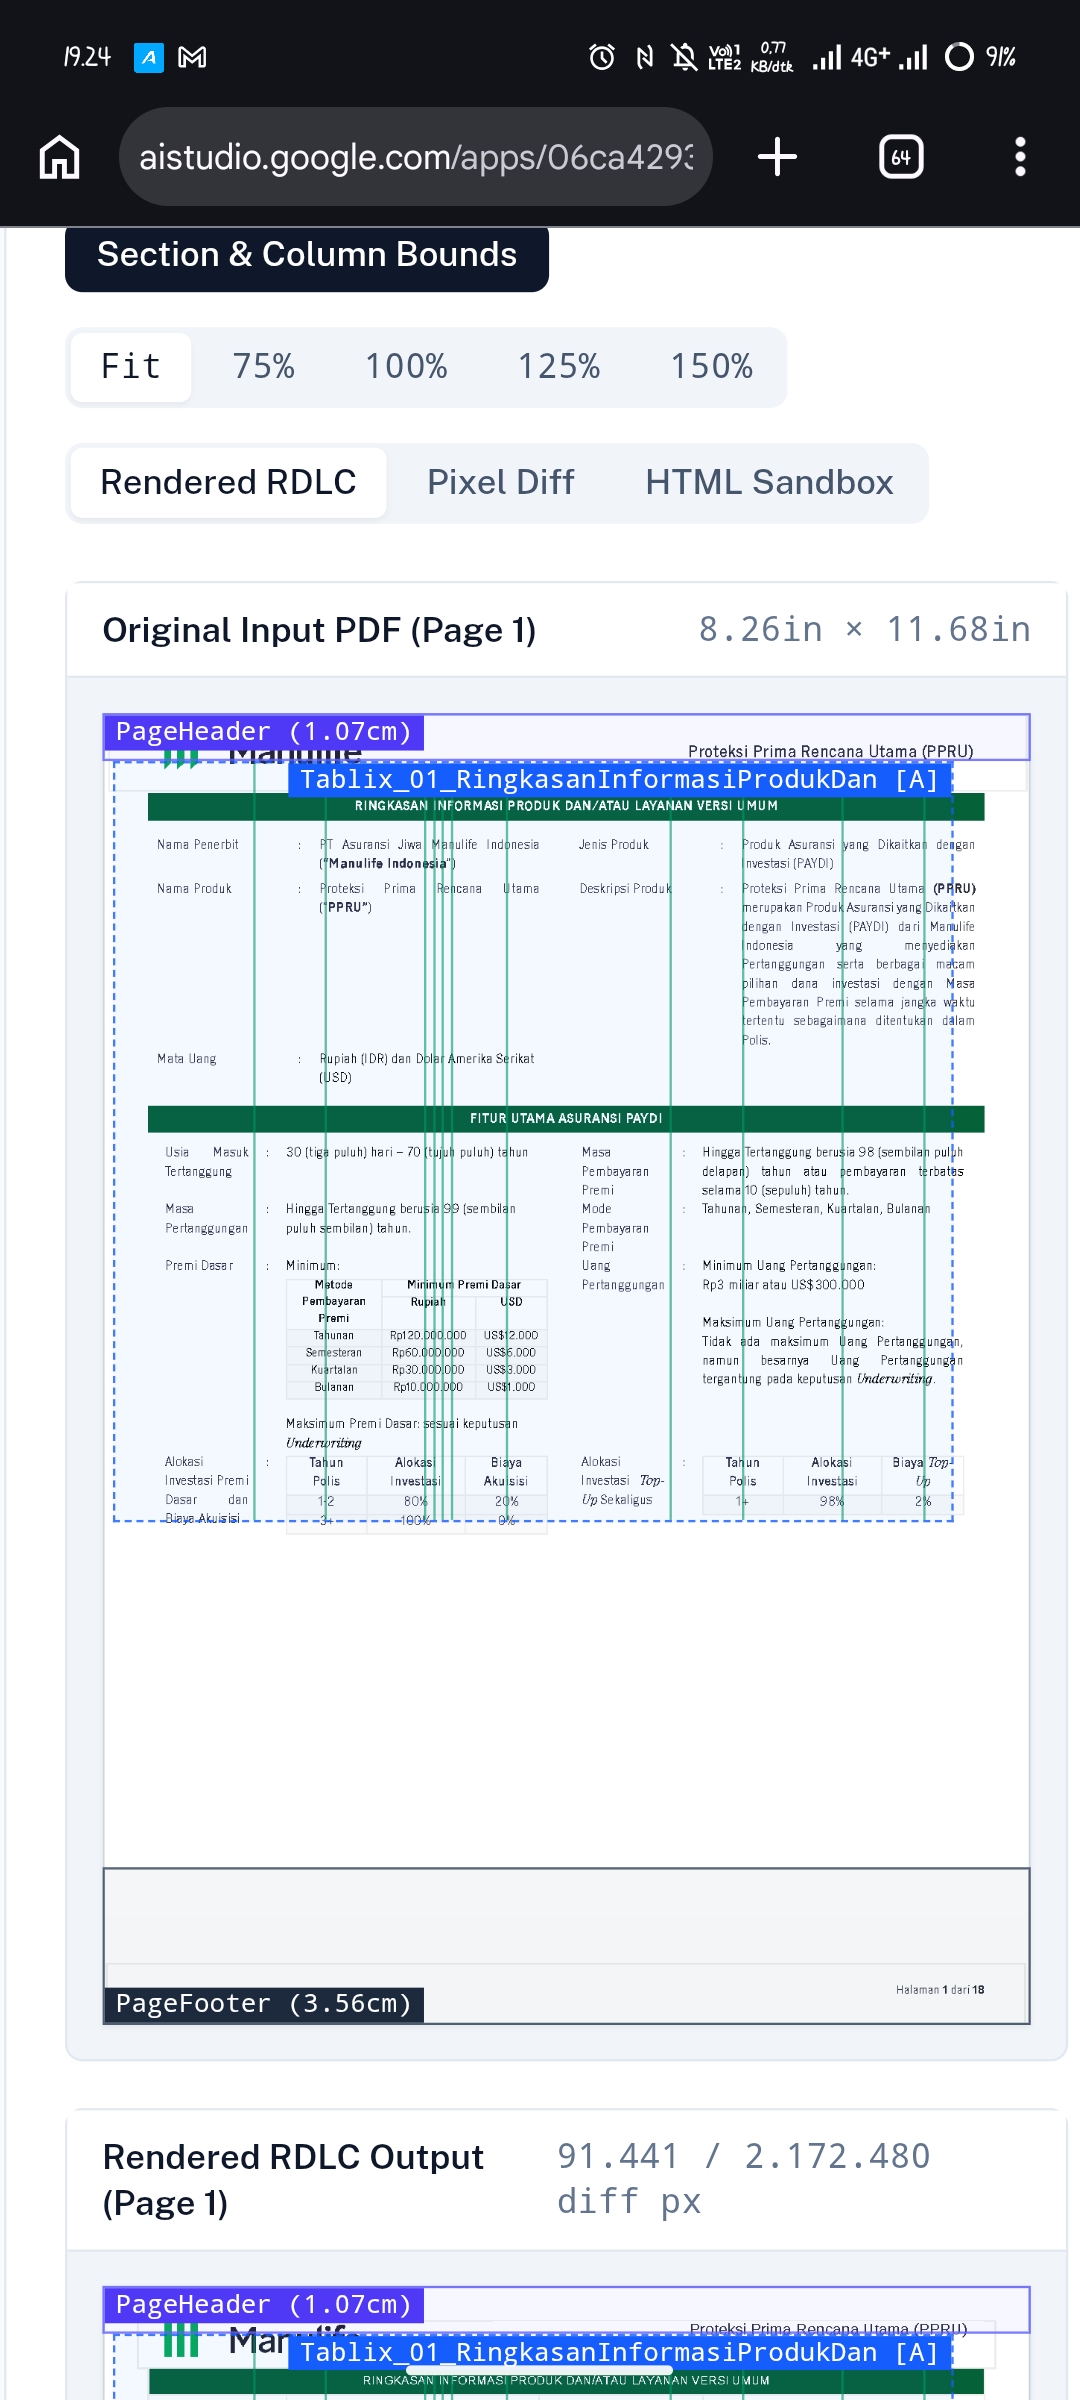 19.24
A
Vo) 1 LTE2
0,77 KB/dtk
4G+
91%
aistudio.google.com/apps/06ca4293
64
Section & Column Bounds
Fit 75% 100% 125% 150%
Rendered RDLC Pixel Diff HTML Sandbox
Original Input PDF (Page 1) 8.26in × 11.68in
PageHeader (1.07cm)
Manulife Proteksi Prima Rencana Utama (PPRU)
Tablix_01_RingkasanInformasiProdukDan [A]
RINGKASAN INFORMASI PRODUK DAN/ATAU LAYANAN VERSI UMUM
Nama Penerbit : PT Asuransi Jiwa Manulife Indonesia
("Manulife Indonesia")
Jenis Produk : Produk Asuransi yang Dikaitkan dengan
Investasi (PAYDI)
Nama Produk : Proteksi Prima Rencana Utama
("PPRU")
Deskripsi Produk : Proteksi Prima Rencana Utama (PPRU)
merupakan Produk Asuransi yang Dikaitkan
dengan Investasi (PAYDI) dari Manulife
Indonesia yang menyediakan
Pertanggungan serta berbagai macam
pilihan dana investasi dengan Masa
Pembayaran Premi selama jangka waktu
tertentu sebagaimana ditentukan dalam
Polis.
Mata Uang : Rupiah (IDR) dan Dolar Amerika Serikat
(USD)
FITUR UTAMA ASURANSI PAYDI
Usia Masuk : 30 (tiga puluh) hari – 70 (tujuh puluh) tahun
Tertanggung
Masa : Hingga Tertanggung berusia 98 (sembilan puluh
Pembayaran delapan) tahun atau pembayaran terbatas
Premi selama 10 (sepuluh) tahun.
Masa : Hingga Tertanggung berusia 99 (sembilan
Pertanggungan puluh sembilan) tahun.
Mode : Tahunan, Semesteran, Kuartalan, Bulanan
Pembayaran
Premi
Premi Dasar : Minimum:
Metode Minimum Premi Dasar
Pembayaran Rupiah USD
Premi
Tahunan Rp120.000.000 US$12.000
Semesteran Rp60.000.000 US$6.000
Kuartalan Rp30.000.000 US$3.000
Bulanan Rp10.000.000 US$1.000
Maksimum Premi Dasar: sesuai keputusan
Underwriting
Uang : Minimum Uang Pertanggungan:
Pertanggungan Rp3 miliar atau US$300.000
Maksimum Uang Pertanggungan:
Tidak ada maksimum Uang Pertanggungan,
namun besarnya Uang Pertanggungan
tergantung pada keputusan Underwriting.
Alokasi : Tahun Alokasi Biaya
Investasi Premi Polis Investasi Akuisisi
Dasar dan 1-2 80% 20%
Biaya Akuisisi 3+ 100% 0%
Alokasi : Tahun Alokasi Biaya Top-
Investasi Top- Polis Investasi Up
Up Sekaligus 1+ 98% 2%
Halaman 1 dari 18
PageFooter (3.56cm)
Rendered RDLC Output 91.441 / 2.172.480
(Page 1) diff px
PageHeader (1.07cm)
Manulife Proteksi Prima Rencana Utama (PPRU)
Tablix_01_RingkasanInformasiProdukDan [A]
RINGKASAN INFORMASI PRODUK DAN/ATAU LAYANAN VERSI UMUM